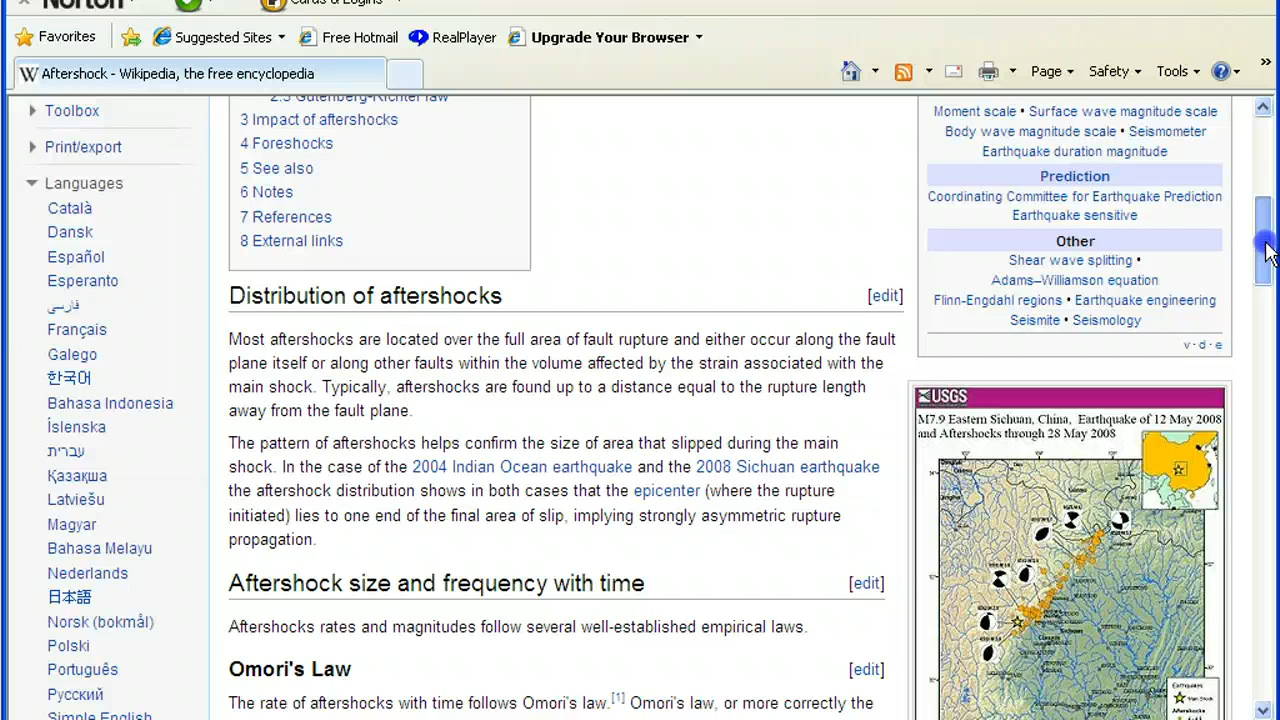 Norton
Cards & Logins
Favorites
Suggested Sites
Free Hotmail
RealPlayer
Upgrade Your Browser
Aftershock - Wikipedia, the free encyclopedia
Page
Safety
Tools
»
Toolbox
Print/export
Languages
Català
Dansk
Español
Esperanto
فارسی
Français
Galego
한국어
Bahasa Indonesia
Íslenska
עברית
Қазақша
Latviešu
Magyar
Bahasa Melayu
Nederlands
日本語
Norsk (bokmål)
Polski
Português
Русский
Simple English
2.3 Gutenberg-Richter law
3 Impact of aftershocks
4 Foreshocks
5 See also
6 Notes
7 References
8 External links
Distribution of aftershocks [edit]
Most aftershocks are located over the full area of fault rupture and either occur along the fault
plane itself or along other faults within the volume affected by the strain associated with the
main shock. Typically, aftershocks are found up to a distance equal to the rupture length
away from the fault plane.
The pattern of aftershocks helps confirm the size of area that slipped during the main
shock. In the case of the 2004 Indian Ocean earthquake and the 2008 Sichuan earthquake
the aftershock distribution shows in both cases that the epicenter (where the rupture
initiated) lies to one end of the final area of slip, implying strongly asymmetric rupture
propagation.
Aftershock size and frequency with time [edit]
Aftershocks rates and magnitudes follow several well-established empirical laws.
Omori's Law [edit]
The rate of aftershocks with time follows Omori's law.[1] Omori's law, or more correctly the
Moment scale • Surface wave magnitude scale
Body wave magnitude scale • Seismometer
Earthquake duration magnitude
Prediction
Coordinating Committee for Earthquake Prediction
Earthquake sensitive
Other
Shear wave splitting •
Adams–Williamson equation
Flinn-Engdahl regions • Earthquake engineering
Seismite • Seismology
v · d · e
USGS
M7.9 Eastern Sichuan, China, Earthquake of 12 May 2008
and Aftershocks through 28 May 2008